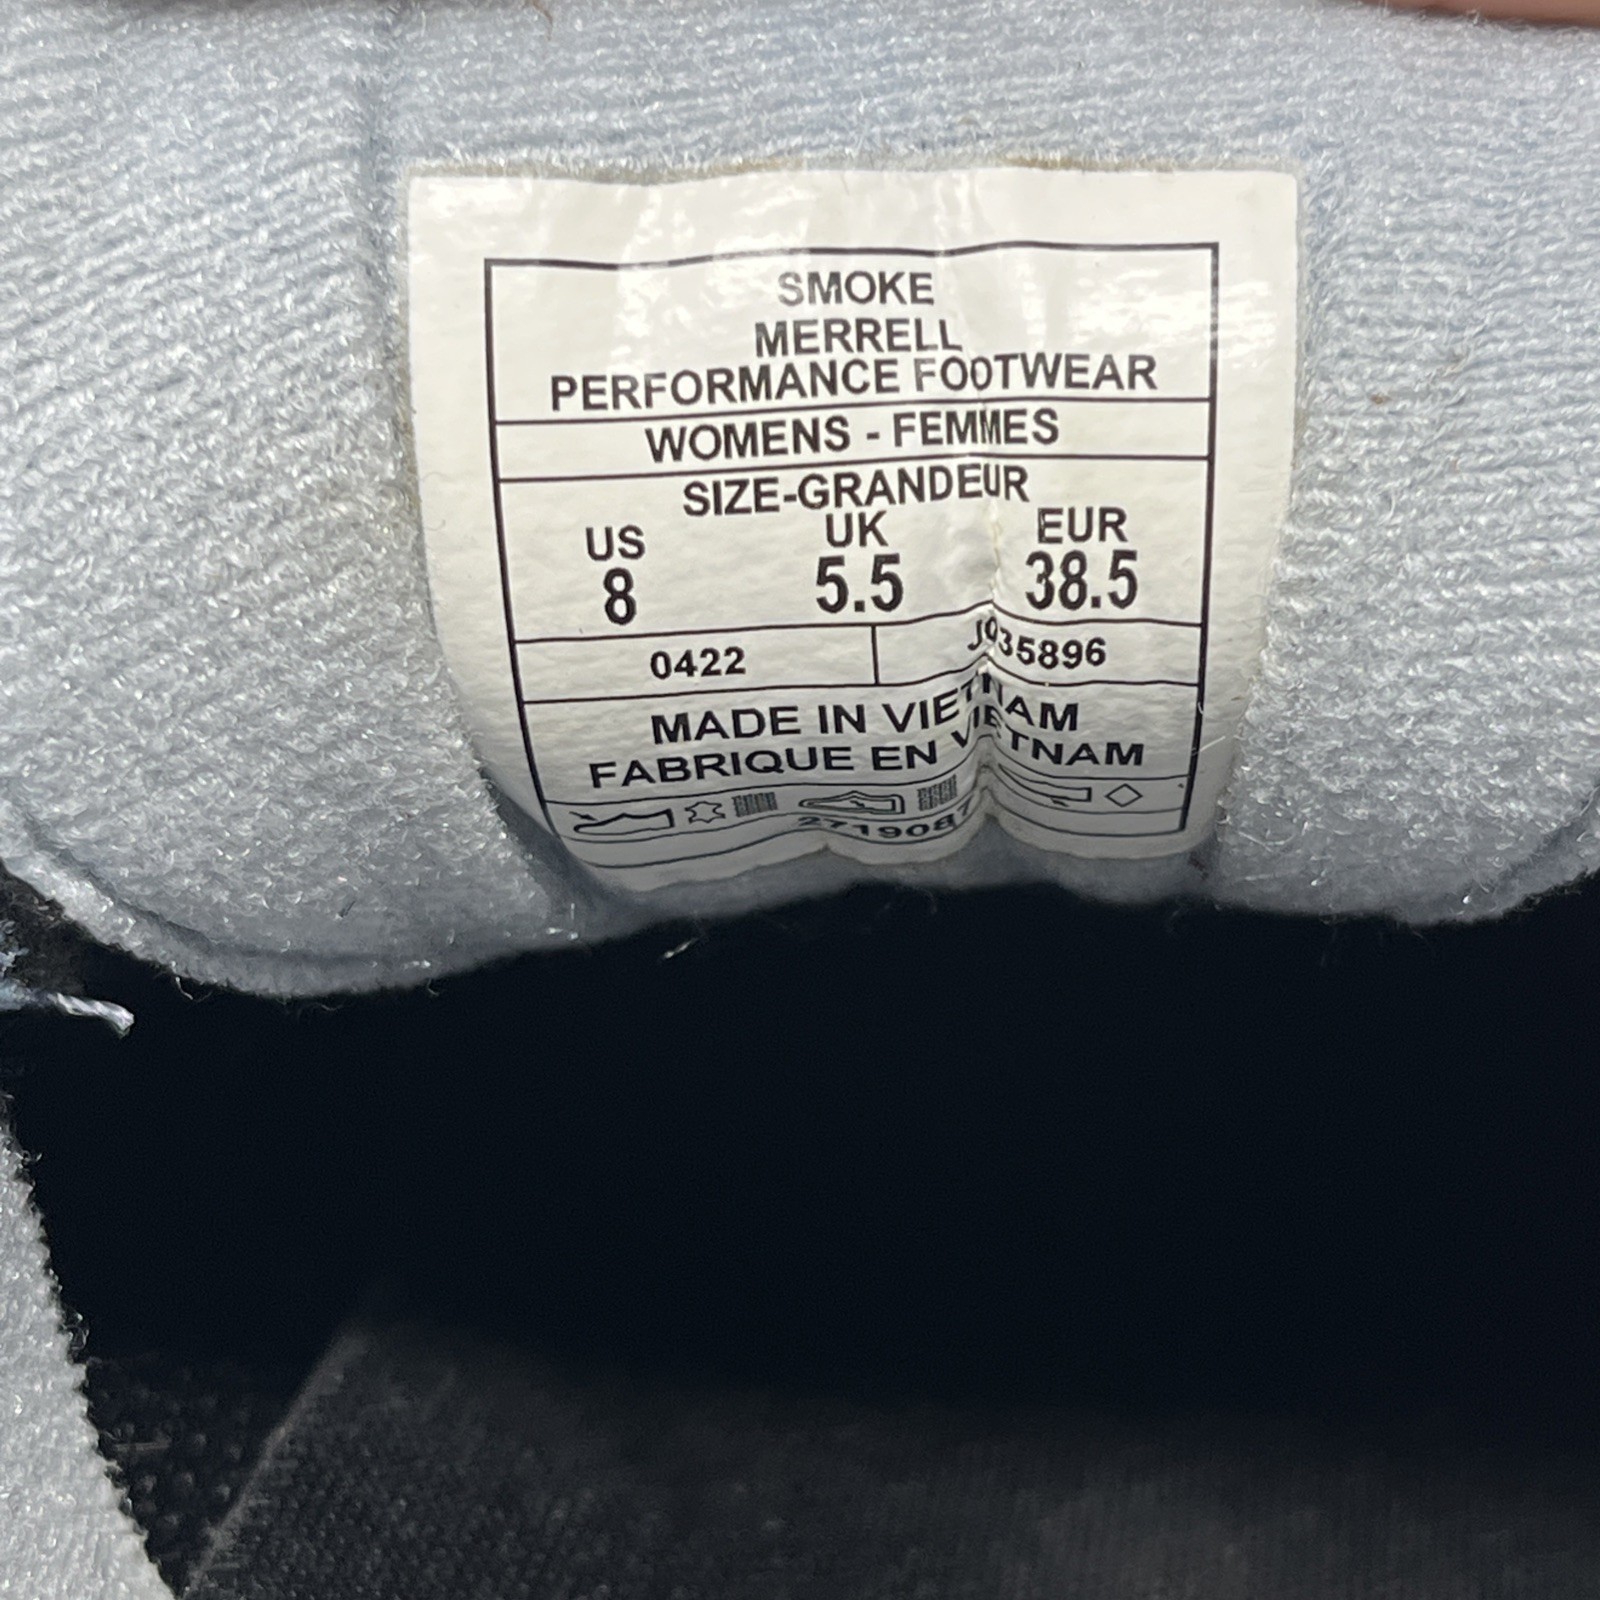 SMOKE
MERRELL
PERFORMANCE FOOTWEAR
WOMENS - FEMMES
SIZE-GRANDEUR
US UK EUR
8 5.5 38.5
0422 J035896
MADE IN VIETNAM
FABRIQUE EN VIETNAM